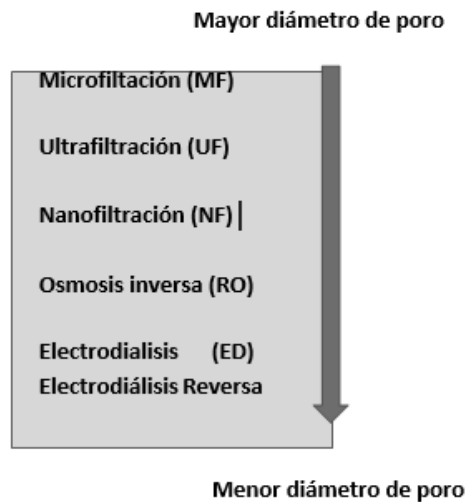 Mayor diámetro de poro
Microfiltación (MF)
Ultrafiltración (UF)
Nanofiltración (NF)
Osmosis inversa (RO)
Electrodialisis (ED)
Electrodiálisis Reversa
Menor diámetro de poro